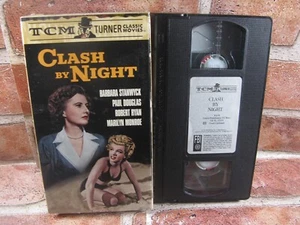 TCM TURNER CLASSIC MOVIES
CLASH
BY NIGHT
BARBARA STANWYCK
PAUL DOUGLAS
ROBERT RYAN
MARILYN MONROE
TCM
CLASH
BY
NIGHT